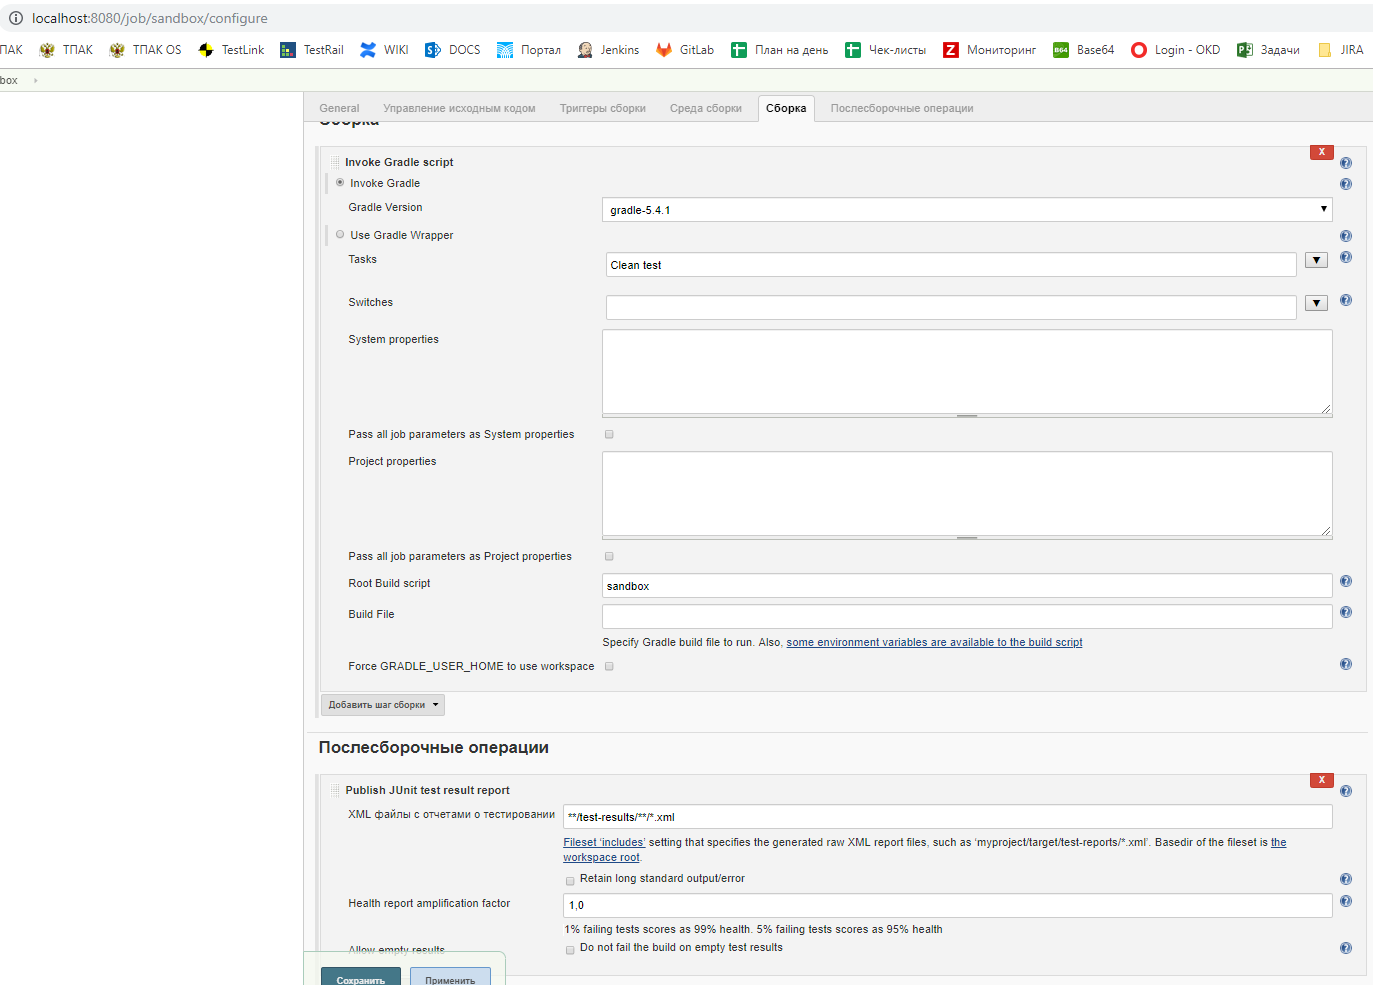 localhost:8080/job/sandbox/configure
ПАК ТПАК ТПАК OS TestLink TestRail WIKI DOCS Портал Jenkins GitLab План на день Чек-листы Мониторинг Base64 Login - OKD Задачи JIRA
box
General Управление исходным кодом Триггеры сборки Среда сборки Сборка Послесборочные операции
Сборка
Invoke Gradle script X
Invoke Gradle
Gradle Version gradle-5.4.1
Use Gradle Wrapper
Tasks Clean test
Switches
System properties
Pass all job parameters as System properties
Project properties
Pass all job parameters as Project properties
Root Build script sandbox
Build File
Specify Gradle build file to run. Also, some environment variables are available to the build script
Force GRADLE_USER_HOME to use workspace
Добавить шаг сборки
Послесборочные операции
Publish JUnit test result report X
XML файлы с отчетами о тестировании **/test-results/**/*.xml
Fileset ‘includes’ setting that specifies the generated raw XML report files, such as ‘myproject/target/test-reports/*.xml’. Basedir of the fileset is the
workspace root.
Retain long standard output/error
Health report amplification factor 1,0
1% failing tests scores as 99% health. 5% failing tests scores as 95% health
Allow empty results Do not fail the build on empty test results
Сохранить Применить